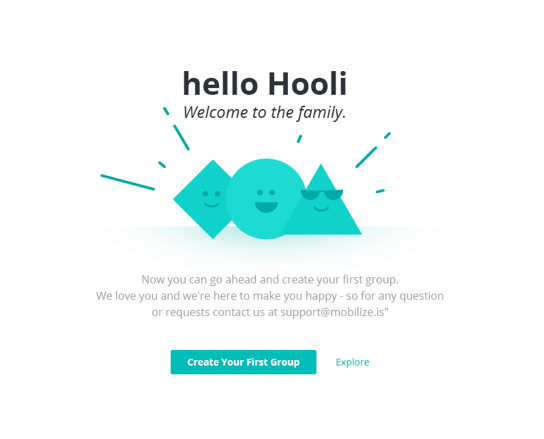 hello Hooli
Welcome to the family.
Now you can go ahead and create your first group.
We love you and we're here to make you happy - so for any question
or requests contact us at support@mobilize.is"
Create Your First Group
Explore